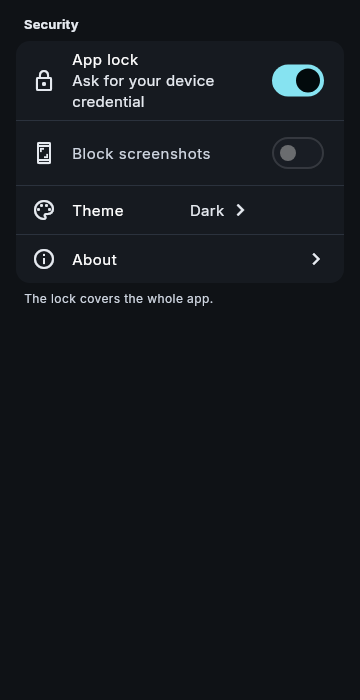 Security
App lock
Ask for your device
credential
Block screenshots
Theme
Dark
About
The lock covers the whole app.